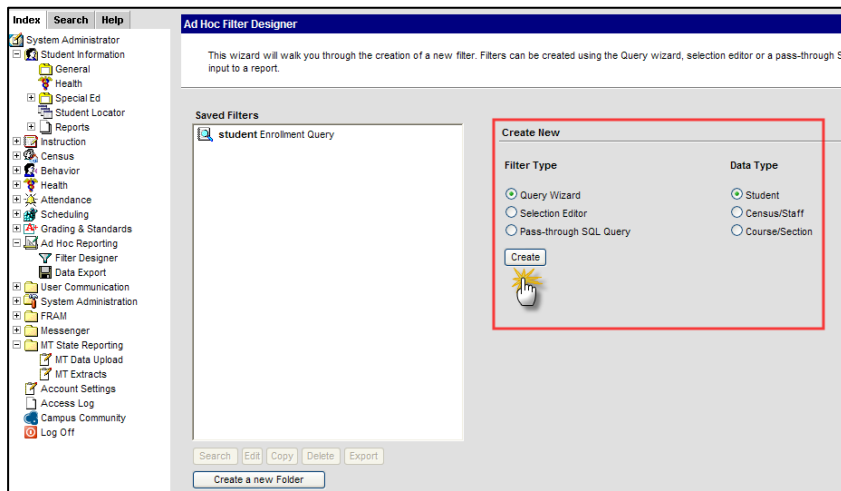 Index Search Help
System Administrator
Student Information
General
Health
Special Ed
Student Locator
Reports
Instruction
Census
Behavior
Health
Attendance
Scheduling
Grading & Standards
Ad Hoc Reporting
Filter Designer
Data Export
User Communication
System Administration
FRAM
Messenger
MT State Reporting
MT Data Upload
MT Extracts
Account Settings
Access Log
Campus Community
Log Off
Ad Hoc Filter Designer
This wizard will walk you through the creation of a new filter. Filters can be created using the Query wizard, selection editor or a pass-through S
input to a report.
Saved Filters
student Enrollment Query
Search Edit Copy Delete Export
Create a new Folder
Create New
Filter Type Data Type
Query Wizard Student
Selection Editor Census/Staff
Pass-through SQL Query Course/Section
Create